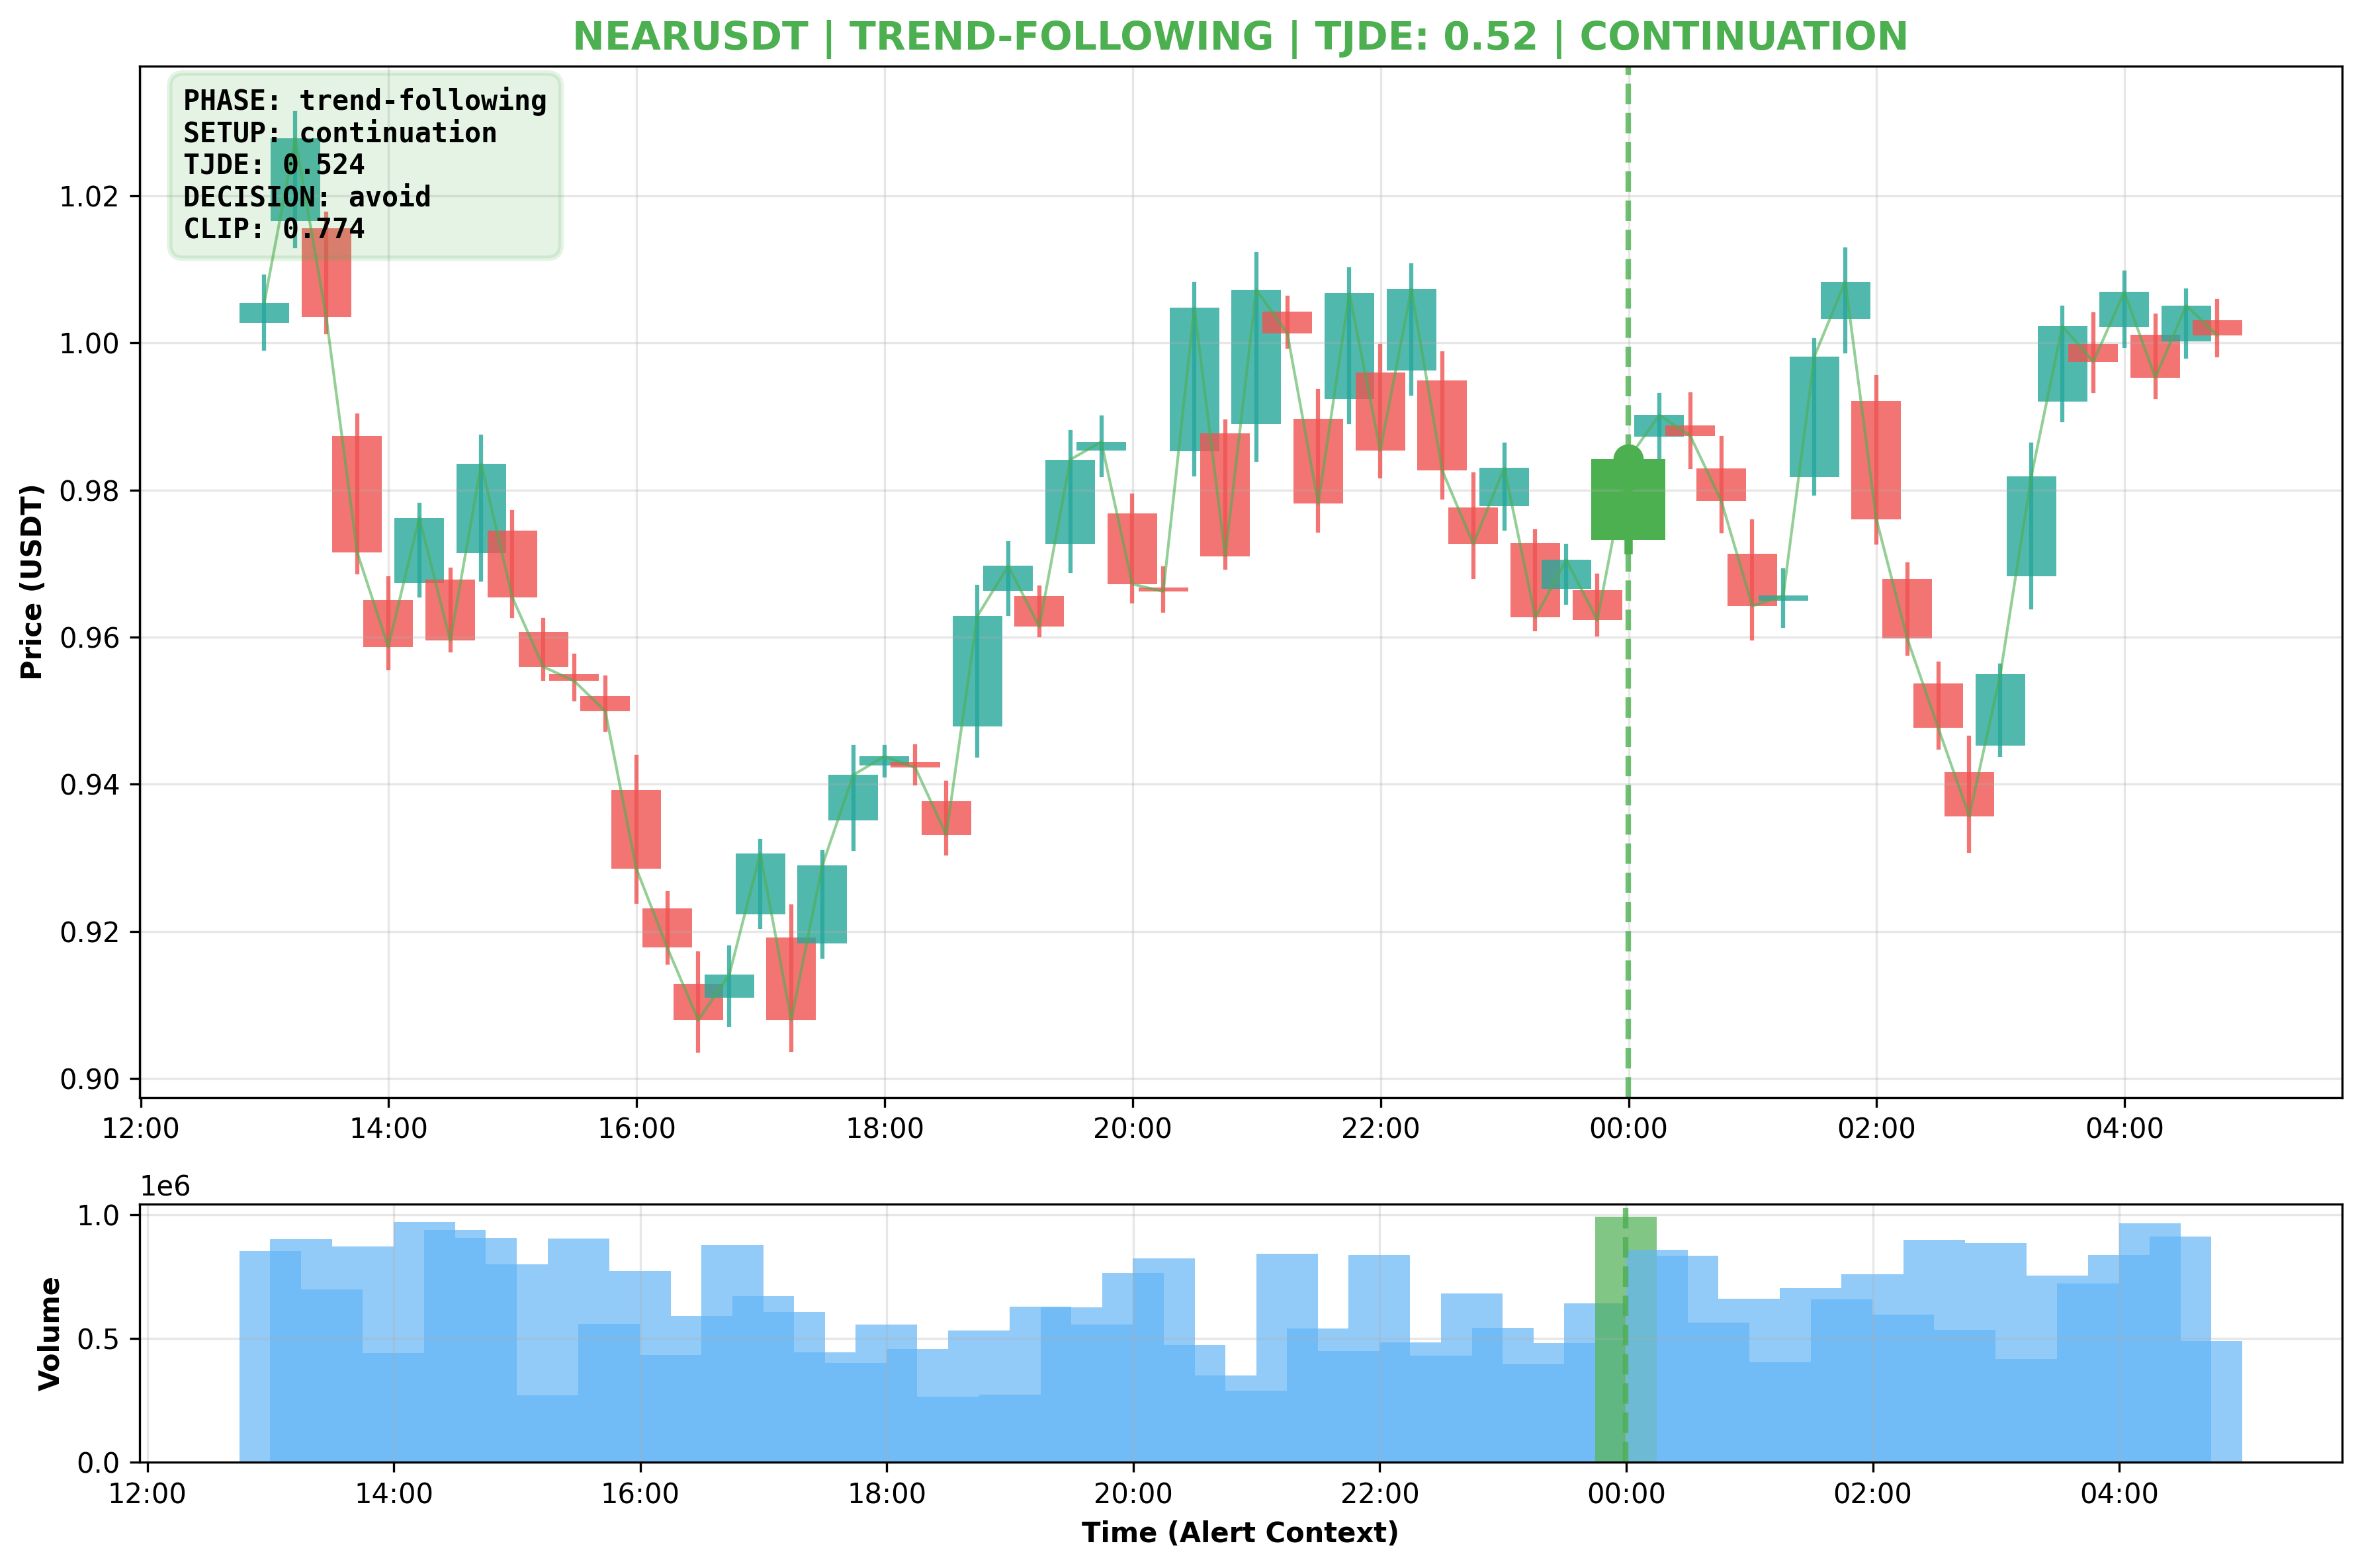 NEARUSDT | TREND-FOLLOWING | TJDE: 0.52 | CONTINUATION
PHASE: trend-following
SETUP: continuation
TJDE: 0.524
DECISION: avoid
CLIP: 0.774
Price (USDT)
1.02
1.00
0.98
0.96
0.94
0.92
0.90
12:00 14:00 16:00 18:00 20:00 22:00 00:00 02:00 04:00
1e6
Volume
1.0
0.5
0.0
12:00 14:00 16:00 18:00 20:00 22:00 00:00 02:00 04:00
Time (Alert Context)